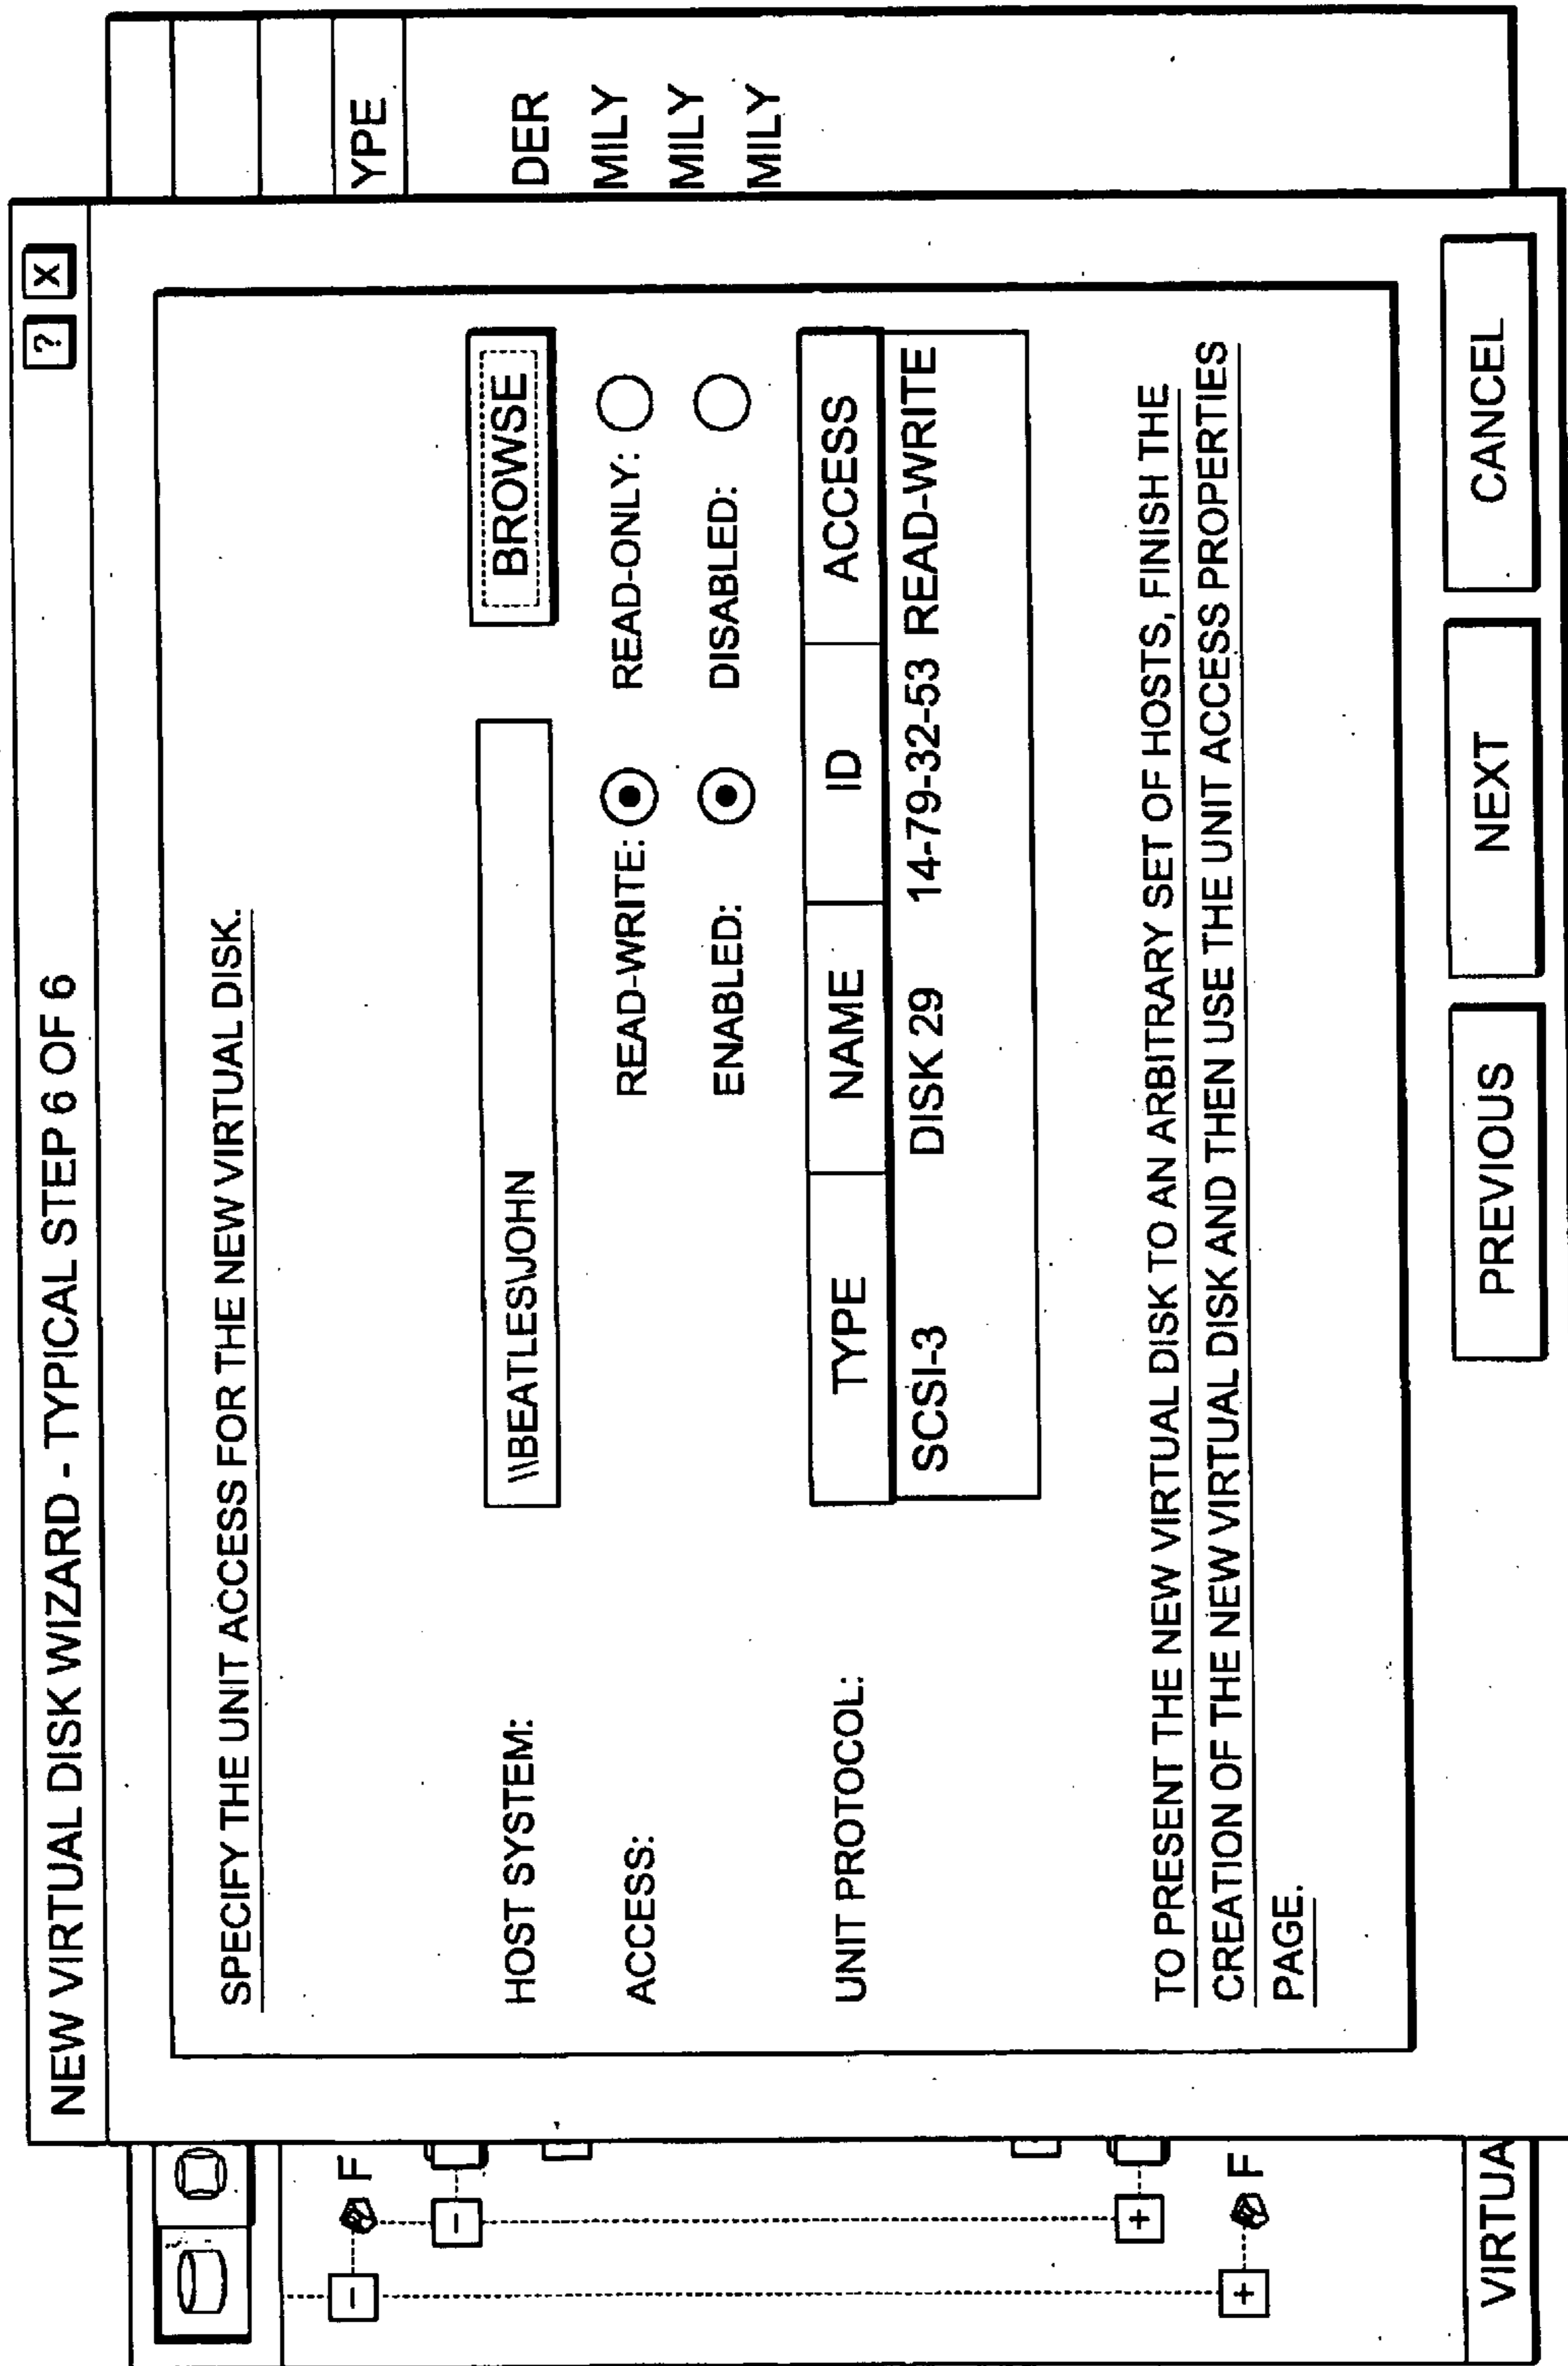 NEW VIRTUAL DISK WIZARD - TYPICAL STEP 6 OF 6
? X
SPECIFY THE UNIT ACCESS FOR THE NEW VIRTUAL DISK.
HOST SYSTEM: \\BEATLES\JOHN BROWSE
ACCESS: READ-WRITE: READ-ONLY:
ENABLED: DISABLED:
UNIT PROTOCOL: TYPE NAME ID ACCESS
SCSI-3 DISK 29 14-79-32-53 READ-WRITE
TO PRESENT THE NEW VIRTUAL DISK TO AN ARBITRARY SET OF HOSTS, FINISH THE
CREATION OF THE NEW VIRTUAL DISK AND THEN USE THE UNIT ACCESS PROPERTIES
PAGE.
PREVIOUS NEXT CANCEL
F
F
VIRTUA
YPE
DER
MILY
MILY
MILY